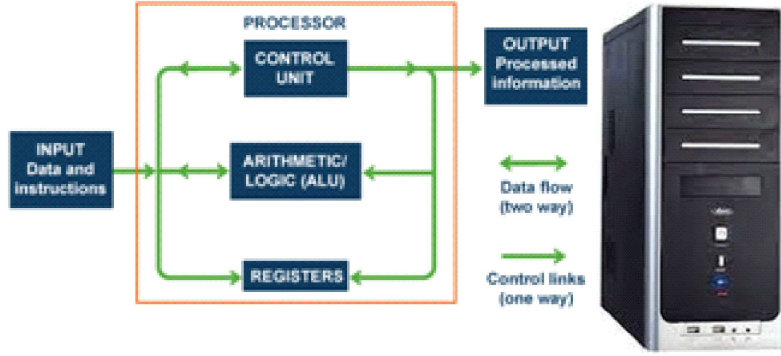 PROCESSOR
CONTROL
UNIT
OUTPUT
Processed
information
INPUT
Data and
instructions
ARITHMETIC/
LOGIC (ALU)
REGISTERS
Data flow
(two way)
Control links
(one way)